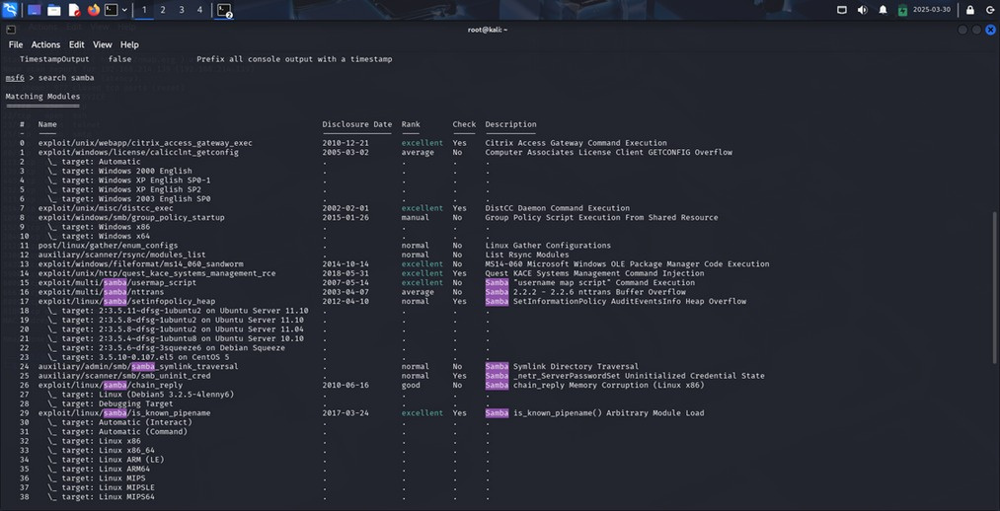 1 2 3 4
2
2025-03-30
root@kali: ~
File Actions Edit View Help
TimestampOutput false Prefix all console output with a timestamp
msf6 > search samba
Matching Modules
================
# Name Disclosure Date Rank Check Description
- ---- --------------- ---- ----- -----------
0 exploit/unix/webapp/citrix_access_gateway_exec 2010-12-21 excellent Yes Citrix Access Gateway Command Execution
1 exploit/windows/license/calicclnt_getconfig 2005-03-02 average No Computer Associates License Client GETCONFIG Overflow
2 \_ target: Automatic . . . .
3 \_ target: Windows 2000 English . . . .
4 \_ target: Windows XP English SP0-1 . . . .
5 \_ target: Windows XP English SP2 . . . .
6 \_ target: Windows 2003 English SP0 . . . .
7 exploit/unix/misc/distcc_exec 2002-02-01 excellent Yes DistCC Daemon Command Execution
8 exploit/windows/smb/group_policy_startup 2015-01-26 manual No Group Policy Script Execution From Shared Resource
9 \_ target: Windows x86 . . . .
10 \_ target: Windows x64 . . . .
11 post/linux/gather/enum_configs . normal No Linux Gather Configurations
12 auxiliary/scanner/rsync/modules_list . normal No List Rsync Modules
13 exploit/windows/fileformat/ms14_060_sandworm 2014-10-14 excellent No MS14-060 Microsoft Windows OLE Package Manager Code Execution
14 exploit/unix/http/quest_kace_systems_management_rce 2018-05-31 excellent Yes Quest KACE Systems Management Command Injection
15 exploit/multi/samba/usermap_script 2007-05-14 excellent No Samba "username map script" Command Execution
16 exploit/multi/samba/nttrans 2003-04-07 average No Samba 2.2.2 - 2.2.6 nttrans Buffer Overflow
17 exploit/linux/samba/setinfopolicy_heap 2012-04-10 normal Yes Samba SetInformationPolicy AuditEventsInfo Heap Overflow
18 \_ target: 2:3.5.11~dfsg-1ubuntu2 on Ubuntu Server 11.10 . . . .
19 \_ target: 2:3.5.8~dfsg-1ubuntu2 on Ubuntu Server 11.10 . . . .
20 \_ target: 2:3.5.8~dfsg-1ubuntu2 on Ubuntu Server 11.04 . . . .
21 \_ target: 2:3.5.4~dfsg-1ubuntu8 on Ubuntu Server 10.10 . . . .
22 \_ target: 2:3.5.6~dfsg-3squeeze6 on Debian Squeeze . . . .
23 \_ target: 3.5.10-0.107.el5 on CentOS 5 . . . .
24 auxiliary/admin/smb/samba_symlink_traversal . normal No Samba Symlink Directory Traversal
25 auxiliary/scanner/smb/smb_uninit_cred . normal Yes Samba _netr_ServerPasswordSet Uninitialized Credential State
26 exploit/linux/samba/chain_reply 2010-06-16 good No Samba chain_reply Memory Corruption (Linux x86)
27 \_ target: Linux (Debian5 3.2.5-4lenny6) . . . .
28 \_ target: Debugging Target . . . .
29 exploit/linux/samba/is_known_pipename 2017-03-24 excellent Yes Samba is_known_pipename() Arbitrary Module Load
30 \_ target: Automatic (Interact) . . . .
31 \_ target: Automatic (Command) . . . .
32 \_ target: Linux x86 . . . .
33 \_ target: Linux x86_64 . . . .
34 \_ target: Linux ARM (LE) . . . .
35 \_ target: Linux ARM64 . . . .
36 \_ target: Linux MIPS . . . .
37 \_ target: Linux MIPSLE . . . .
38 \_ target: Linux MIPS64 . . . .